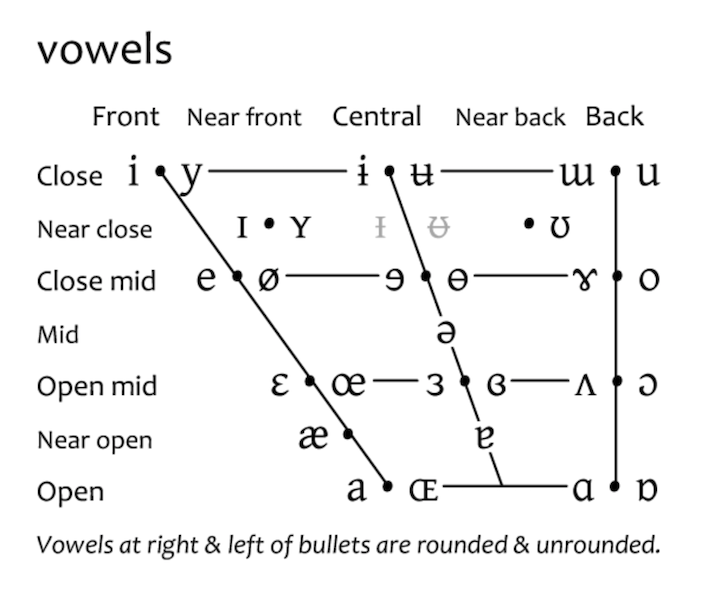 vowels
Front Near front Central Near back Back
Close i y ɨ ʉ ɯ u
Near close ɪ ʏ ᵻ ᵿ ʊ
Close mid e ø ɘ ɵ ɤ o
Mid ə
Open mid ɛ œ ɜ ɞ ʌ ɔ
Near open æ ɐ
Open a ɶ ɑ ɒ
Vowels at right & left of bullets are rounded & unrounded.